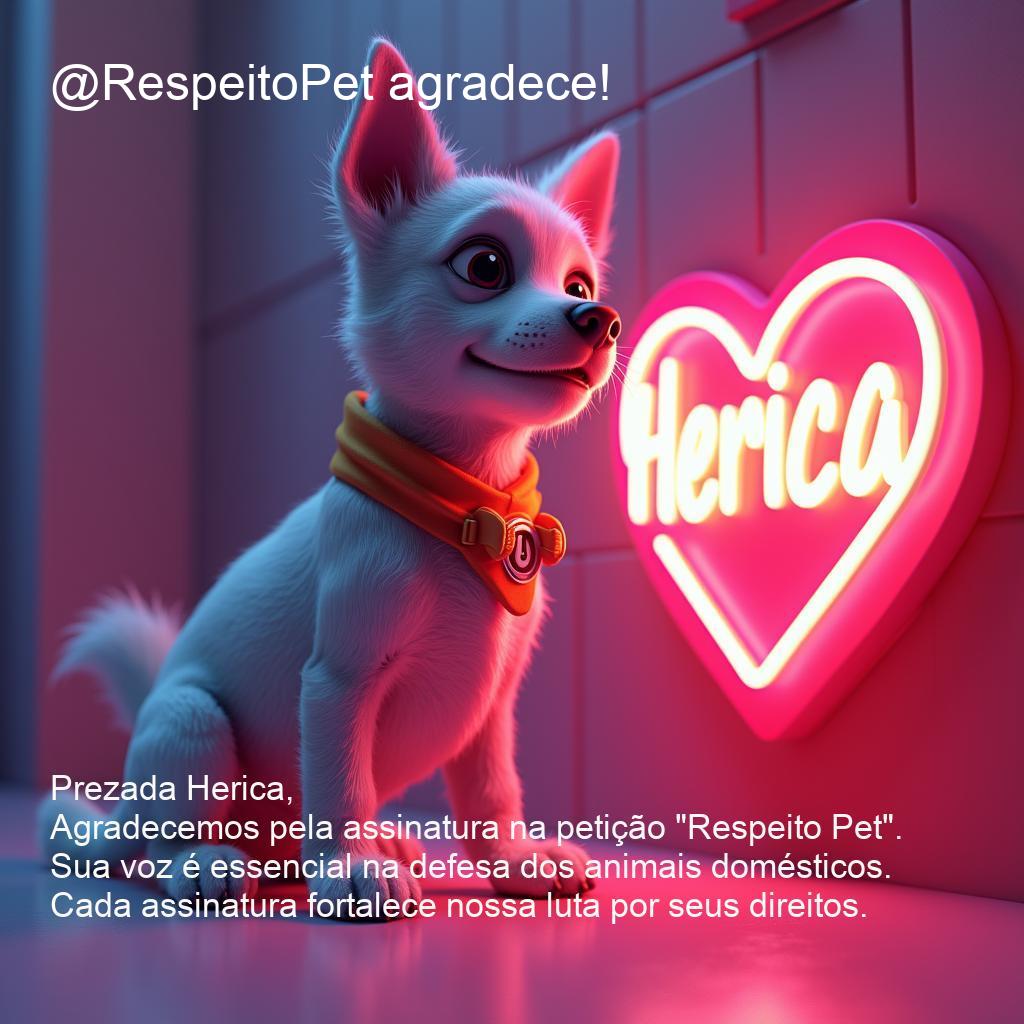 @RespeitoPet agradece!
Herica
Prezada Herica,
Agradecemos pela assinatura na petição "Respeito Pet".
Sua voz é essencial na defesa dos animais domésticos.
Cada assinatura fortalece nossa luta por seus direitos.